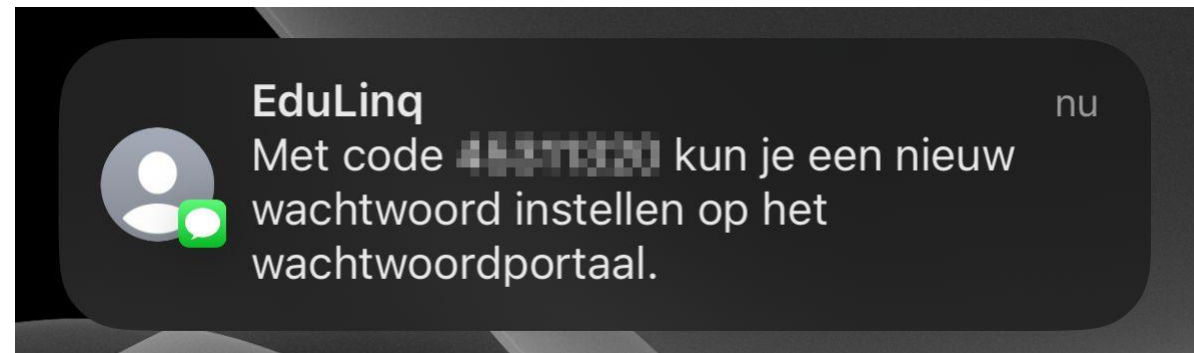 EduLinq
nu
Met code kun je een nieuw
wachtwoord instellen op het
wachtwoordportaal.